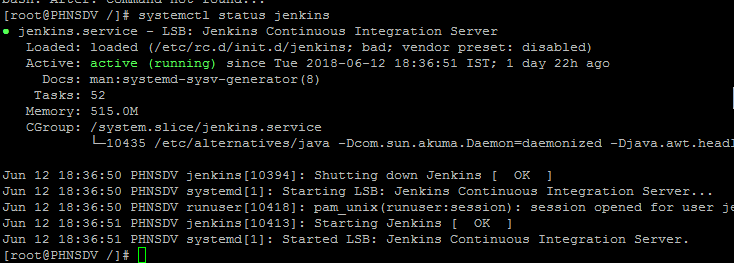 bash: After: command not found...
[root@PHNSDV /]# systemctl status jenkins
● jenkins.service - LSB: Jenkins Continuous Integration Server
Loaded: loaded (/etc/rc.d/init.d/jenkins; bad; vendor preset: disabled)
Active: active (running) since Tue 2018-06-12 18:36:51 IST; 1 day 22h ago
Docs: man:systemd-sysv-generator(8)
Tasks: 52
Memory: 515.0M
CGroup: /system.slice/jenkins.service
└─10435 /etc/alternatives/java -Dcom.sun.akuma.Daemon=daemonized -Djava.awt.headl
Jun 12 18:36:50 PHNSDV jenkins[10394]: Shutting down Jenkins [  OK  ]
Jun 12 18:36:50 PHNSDV systemd[1]: Starting LSB: Jenkins Continuous Integration Server...
Jun 12 18:36:50 PHNSDV runuser[10418]: pam_unix(runuser:session): session opened for user je
Jun 12 18:36:51 PHNSDV jenkins[10413]: Starting Jenkins [  OK  ]
Jun 12 18:36:51 PHNSDV systemd[1]: Started LSB: Jenkins Continuous Integration Server.
[root@PHNSDV /]#